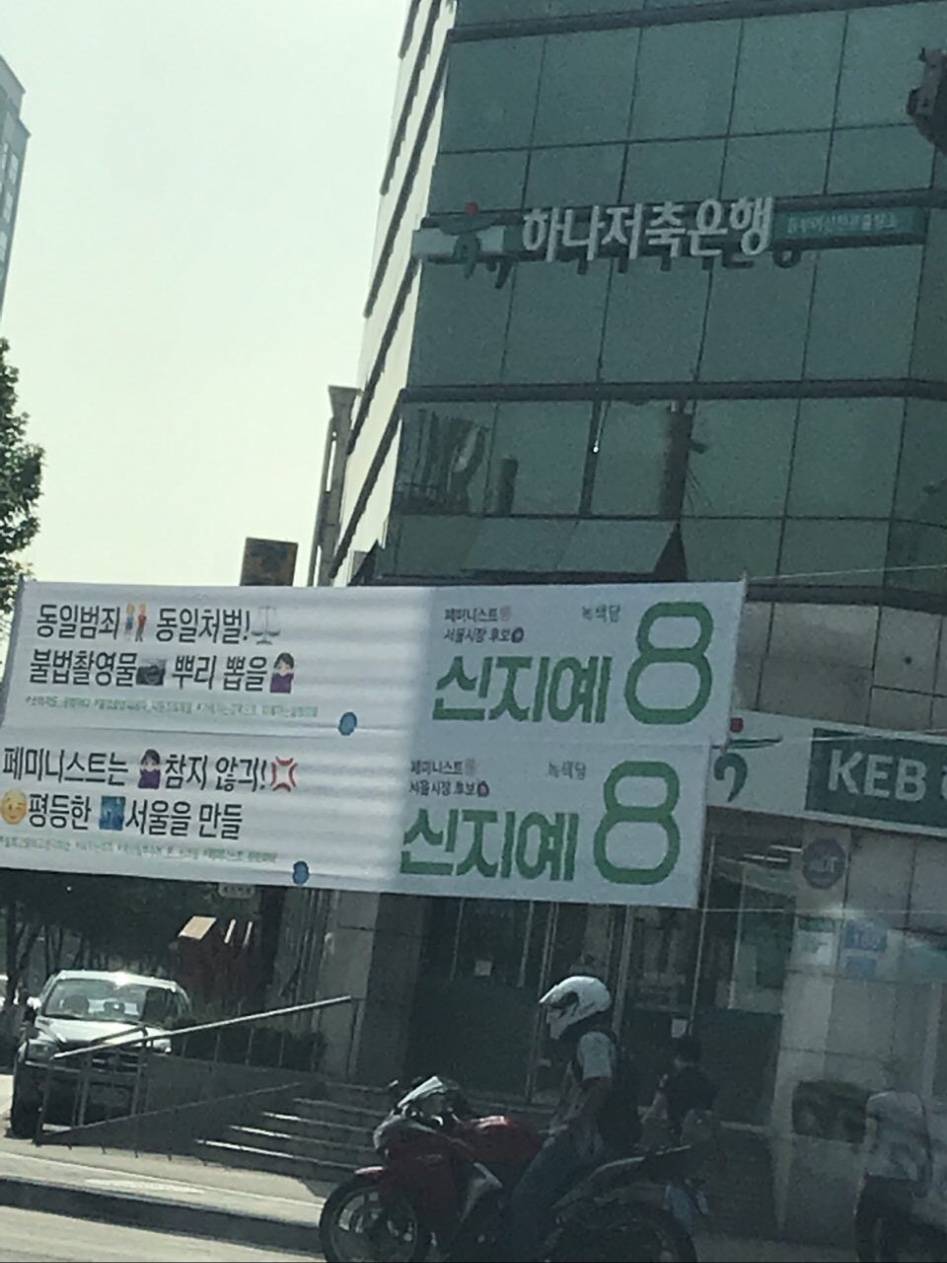 하나저축은행
동일범죄 동일처벌!
불법촬영물 뿌리 뽑을
페미니스트
녹색당
서울시장 후보
신지예
8
페미니스트는 참지 않긔!
평등한 서울을 만들
페미니스트
녹색당
서울시장 후보
신지예
8
KEB